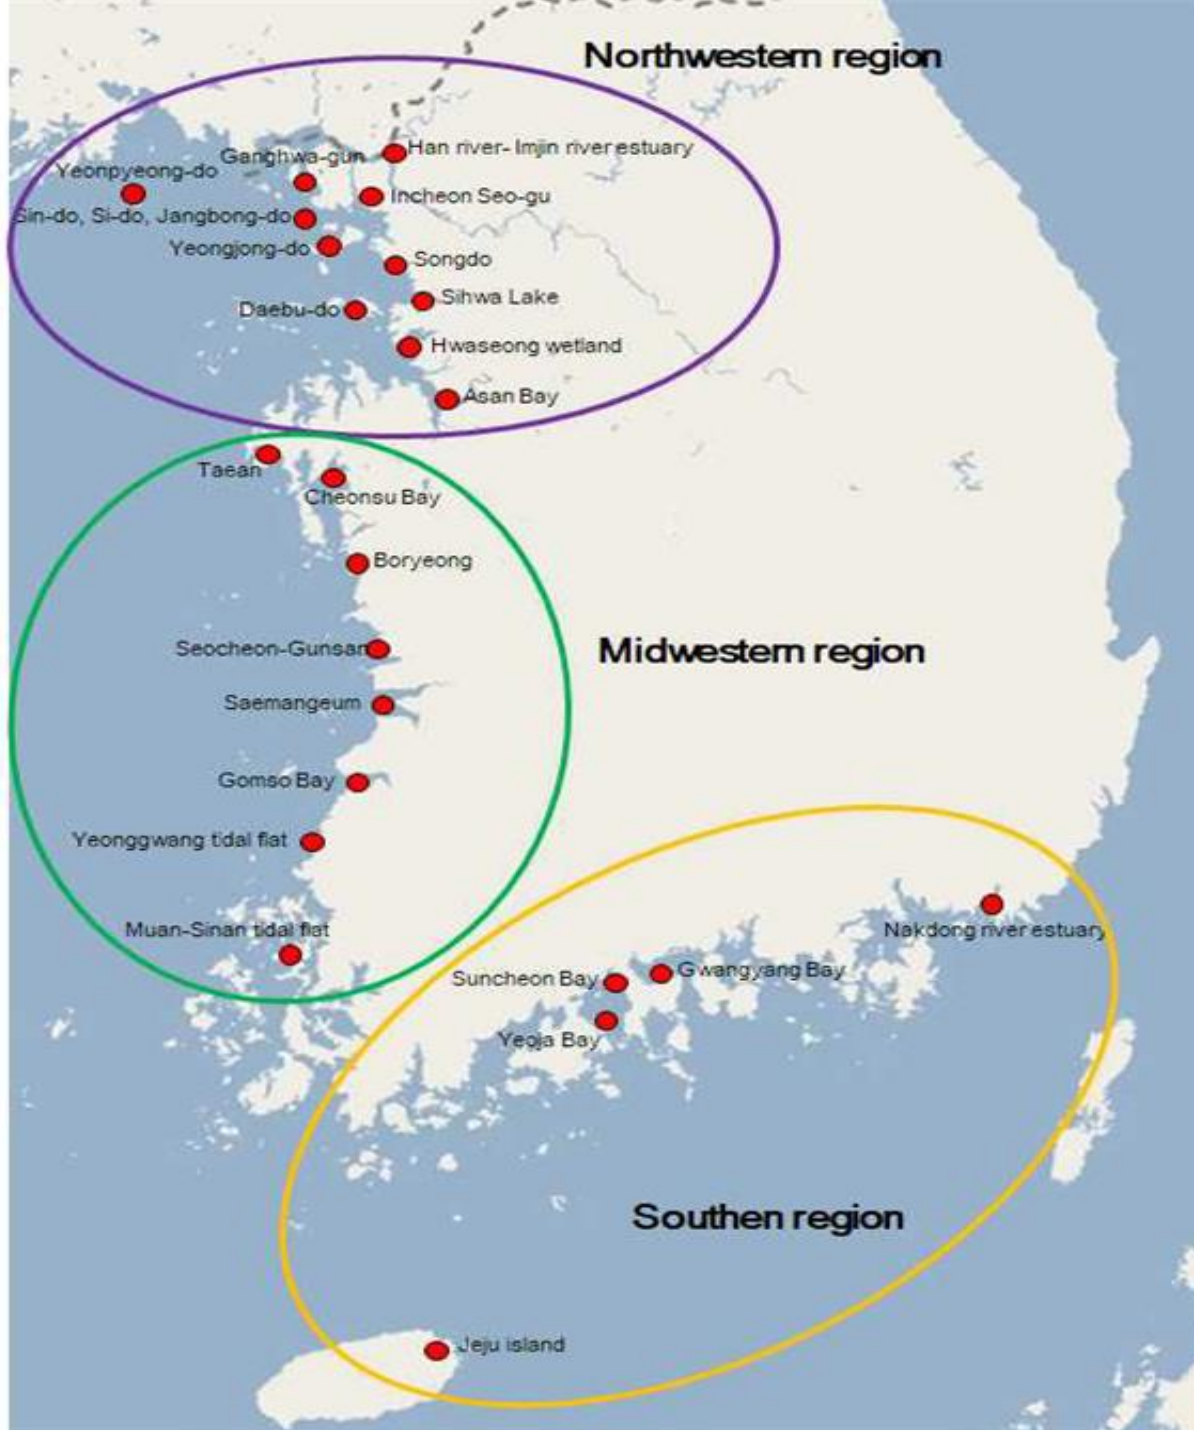 Northwestern region
Han river- Imjin river estuary
Ganghwa-gun
Yeonpyeong-do
Incheon Seo-gu
Sin-do, Si-do, Jangbong-do
Yeongjong-do
Songdo
Sihwa Lake
Daebu-do
Hwaseong wetland
Asan Bay
Taean
Cheonsu Bay
Boryeong
Seocheon-Gunsan
Midwestern region
Saemangeum
Gomso Bay
Yeonggwang tidal flat
Muan-Sinan tidal flat
Nakdong river estuary
Suncheon Bay
Gwangyang Bay
Yeoja Bay
Southen region
Jeju island